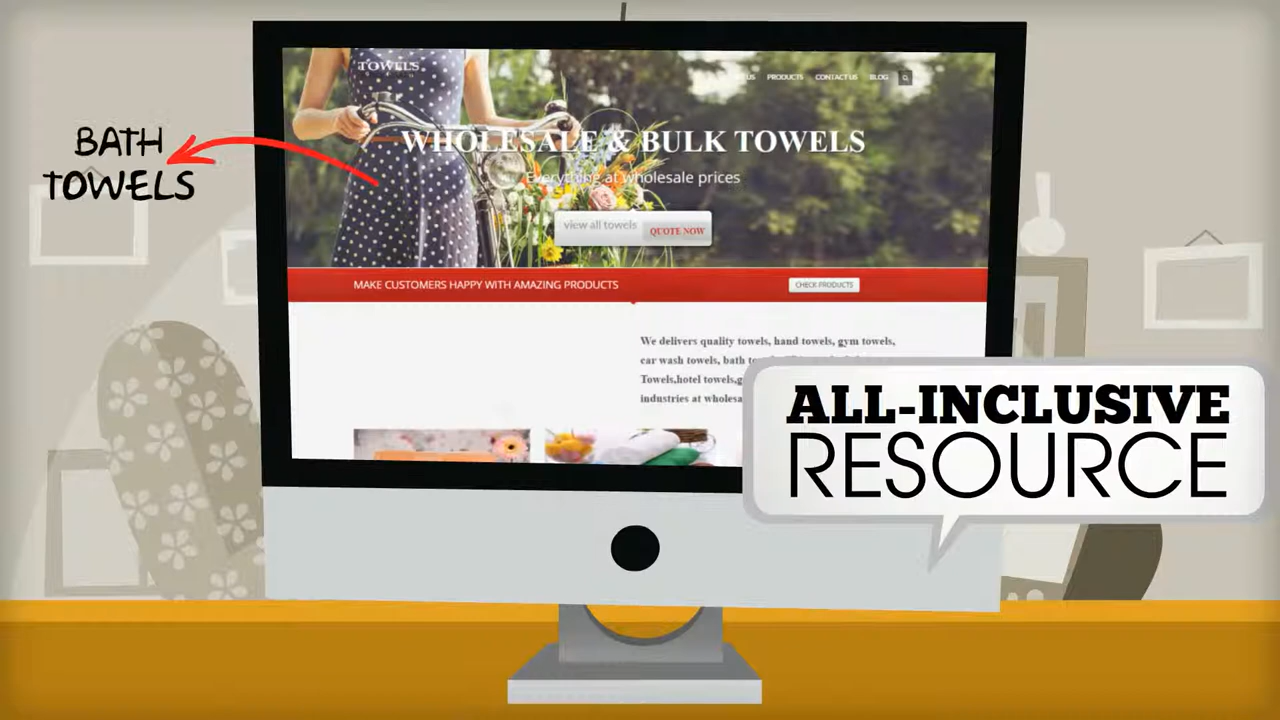 BATH
TOWELS
TOWELS
US
PRODUCTS
CONTACT US
BLOG
WHOLESALE & BULK TOWELS
Everything at wholesale prices
view all towels
QUOTE NOW
MAKE CUSTOMERS HAPPY WITH AMAZING PRODUCTS
CHECK PRODUCTS
We delivers quality towels, hand towels, gym towels,
car wash towels, bath
Towels,hotel towels,
industries at
ALL-INCLUSIVE
RESOURCE